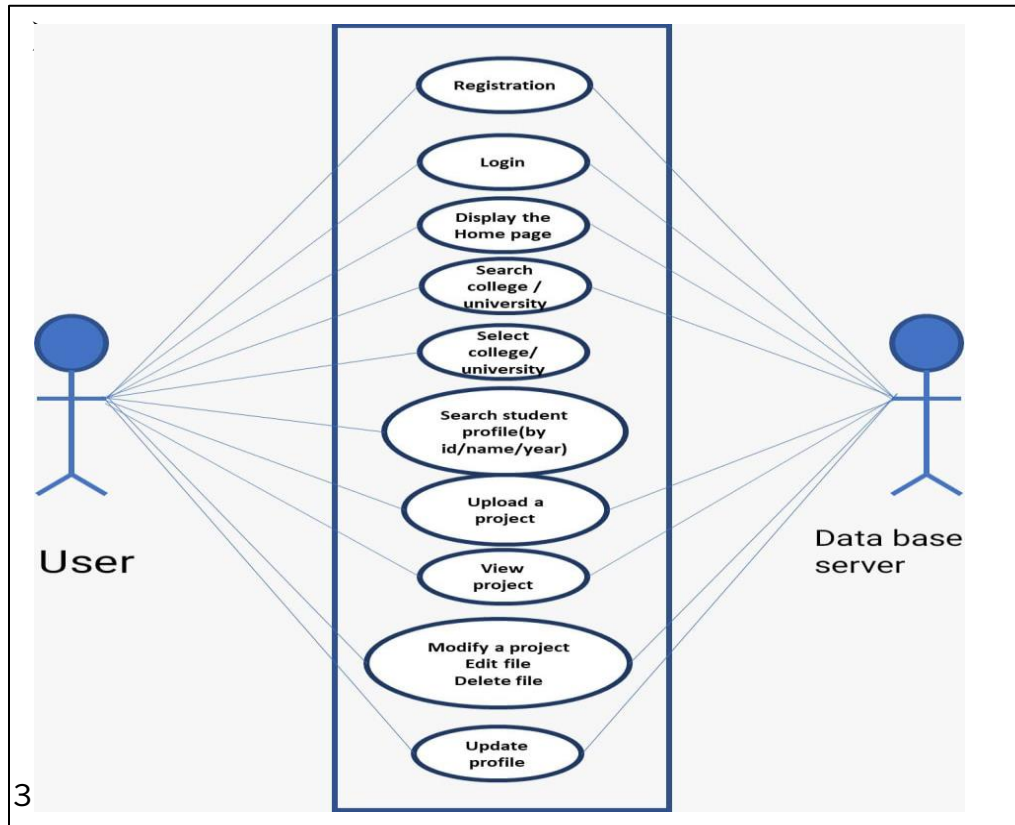 Registration
Login
Display the
Home page
Search
college /
university
Select
college/
university
Search student
profile(by
id/name/year)
Upload a
project
View
project
Modify a project
Edit file
Delete file
Update
profile
User
Data base
server
3